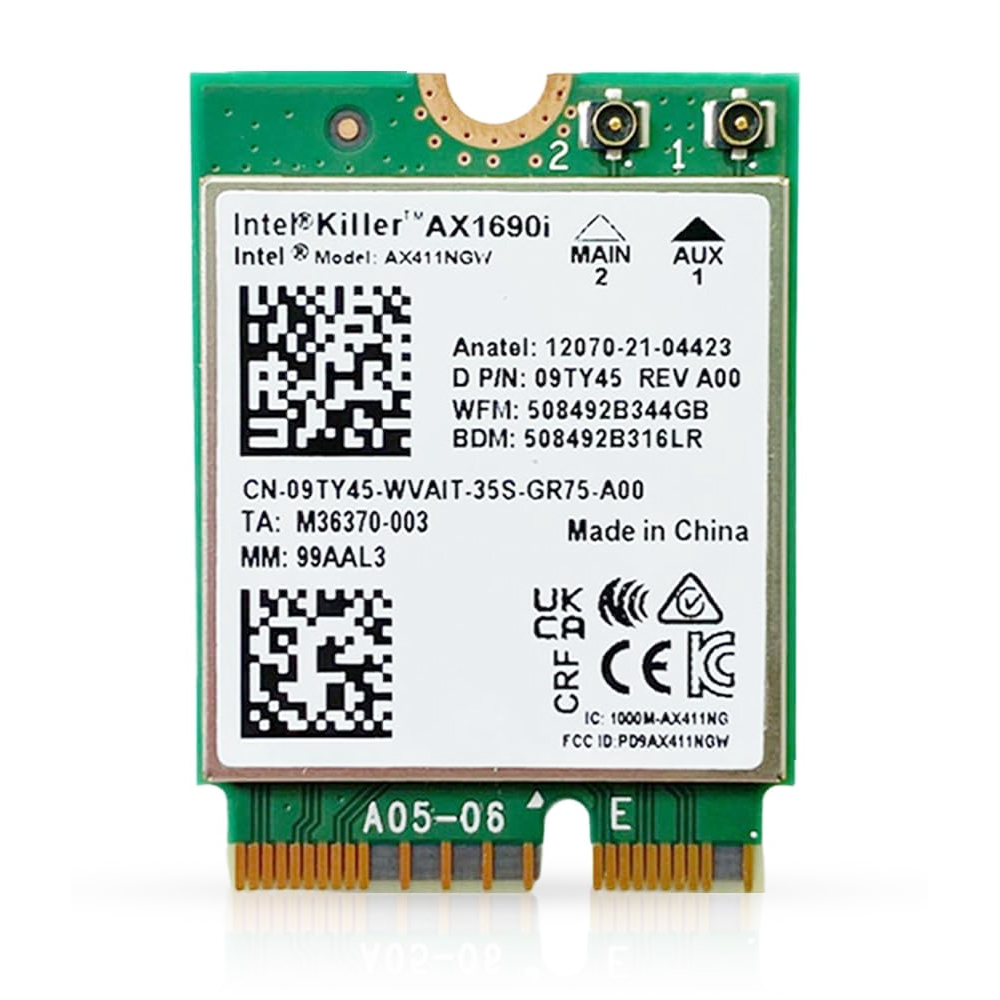 2 1
Intel®Killer™AX1690i
Intel ® Model: AX411NGW
MAIN
2
AUX
1
Anatel: 12070-21-04423
D P/N: 09TY45 REV A00
WFM: 508492B344GB
BDM: 508492B316LR
CN-09TY45-WVAIT-35S-GR75-A00
TA: M36370-003
Made in China
MM: 99AAL3
UK
CA
CRF
CE
KC
IC: 1000M-AX411NG
FCC ID:PD9AX411NGW
A05-06 E